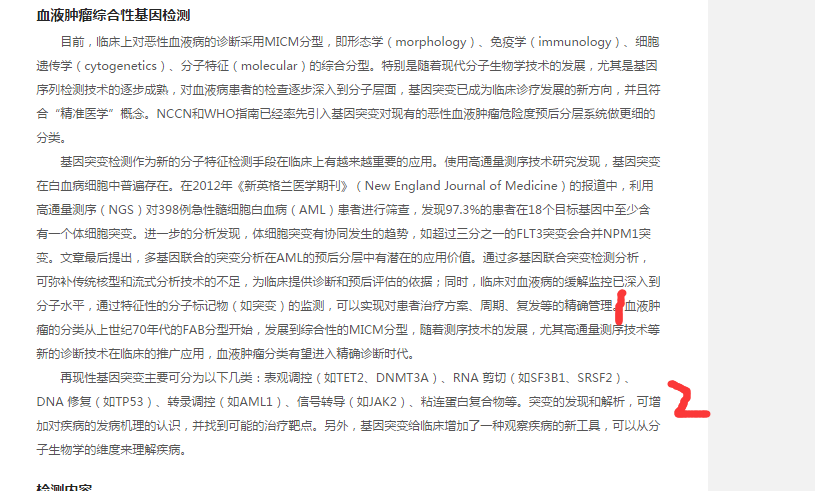 血液肿瘤综合性基因检测
目前，临床上对恶性血液病的诊断采用MICM分型，即形态学（morphology）、免疫学（immunology）、细胞
遗传学（cytogenetics）、分子特征（molecular）的综合分型。特别是随着现代分子生物学技术的发展，尤其是基因
序列检测技术的逐步成熟，对血液病患者的检查逐步深入到分子层面，基因突变已成为临床诊疗发展的新方向，并且符
合“精准医学”概念。NCCN和WHO指南已经率先引入基因突变对现有的恶性血液肿瘤危险度预后分层系统做更细的
分类。
基因突变检测作为新的分子特征检测手段在临床上有越来越重要的应用。使用高通量测序技术研究发现，基因突变
在白血病细胞中普遍存在。在2012年《新英格兰医学期刊》（New England Journal of Medicine）的报道中，利用
高通量测序（NGS）对398例急性髓细胞白血病（AML）患者进行筛查，发现97.3%的患者在18个目标基因中至少含
有一个体细胞突变。进一步的分析发现，体细胞突变有协同发生的趋势，如超过三分之一的FLT3突变会合并NPM1突
变。文章最后提出，多基因联合的突变分析在AML的预后分层中有潜在的应用价值。通过多基因联合突变检测分析，
可弥补传统核型和流式分析技术的不足，为临床提供诊断和预后评估的依据；同时，临床对血液病的缓解监控已深入到
分子水平，通过特征性的分子标记物（如突变）的监测，可以实现对患者治疗方案、周期、复发等的精确管理。血液肿
瘤的分类从上世纪70年代的FAB分型开始，发展到综合性的MICM分型，随着测序技术的发展，尤其高通量测序技术等
新的诊断技术在临床的推广应用，血液肿瘤分类有望进入精确诊断时代。
1
再现性基因突变主要可分为以下几类：表观调控（如TET2、DNMT3A）、RNA 剪切（如SF3B1、SRSF2）、
DNA 修复（如TP53）、转录调控（如AML1）、信号转导（如JAK2）、粘连蛋白复合物等。突变的发现和解析，可增
加对疾病的发病机理的认识，并找到可能的治疗靶点。另外，基因突变给临床增加了一种观察疾病的新工具，可以从分
子生物学的维度来理解疾病。
2
检测内容